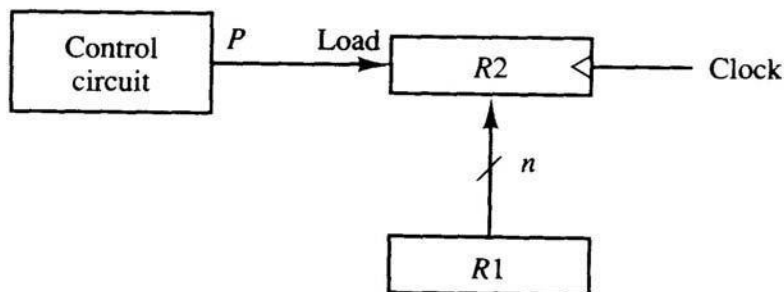 Control
circuit
P
Load
R2
Clock
n
R1